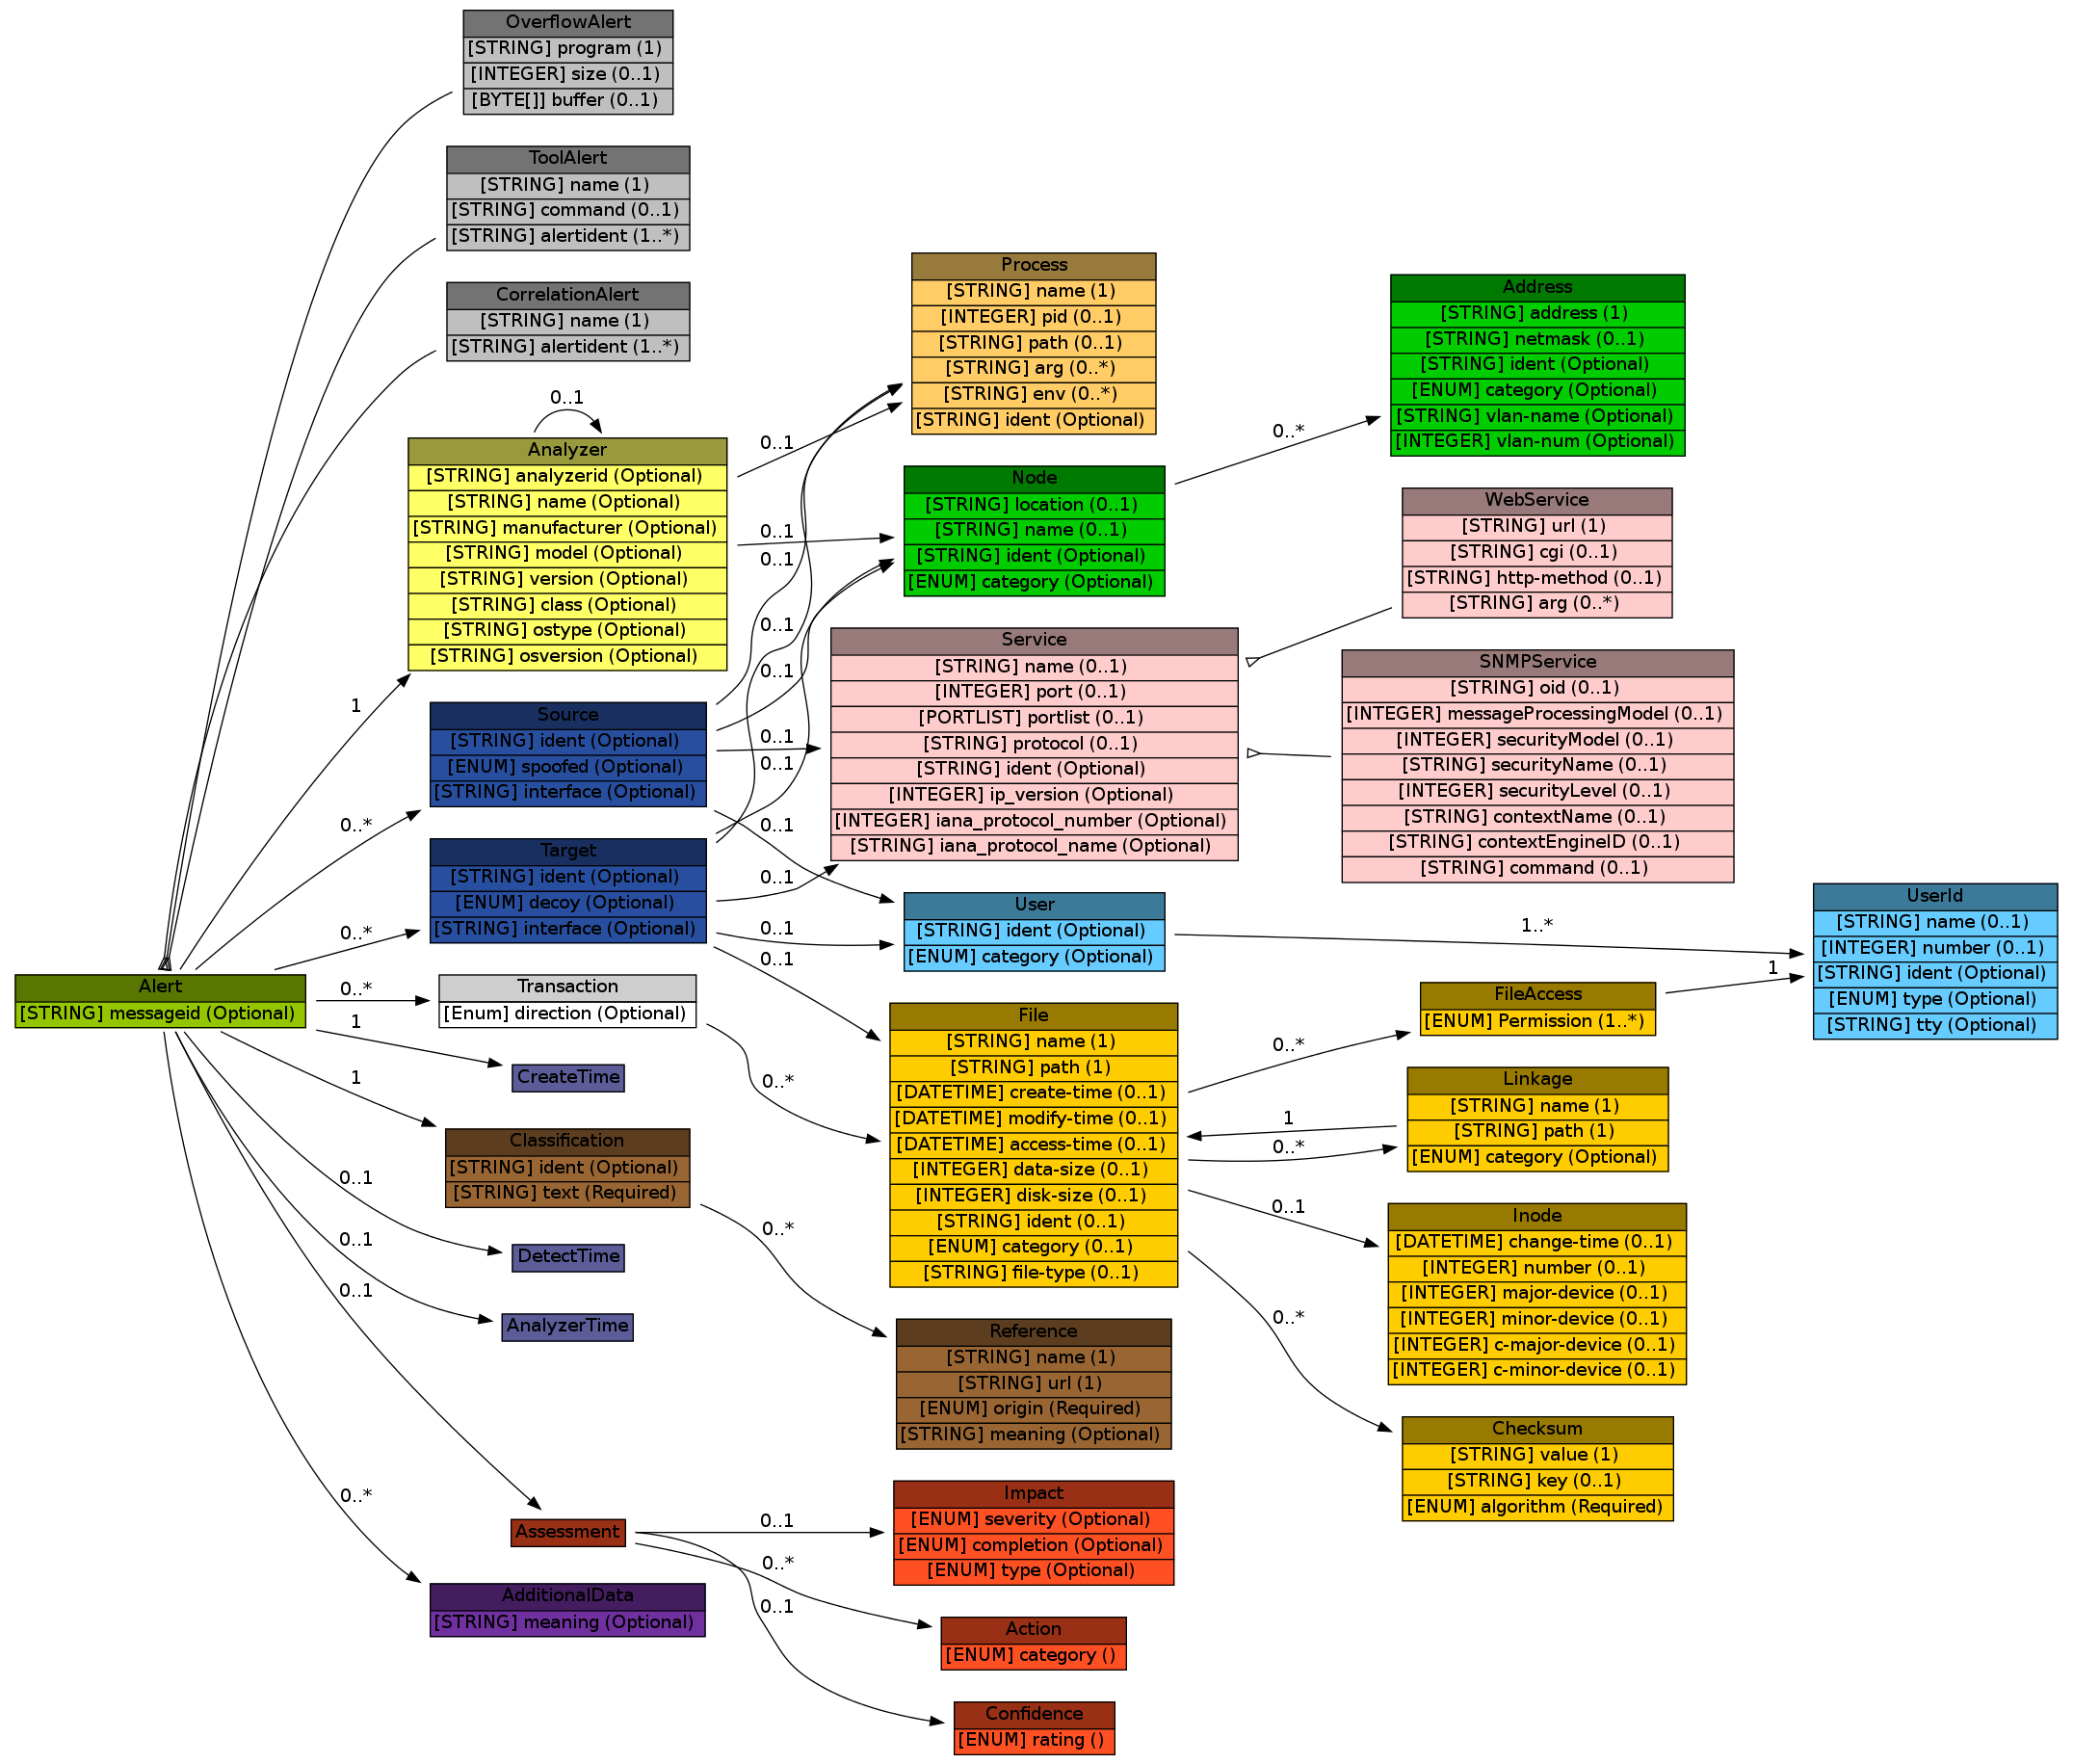 OverflowAlert
[STRING] program (1)
[INTEGER] size (0..1)
[BYTE[]] buffer (0..1)
ToolAlert
[STRING] name (1)
[STRING] command (0..1)
[STRING] alertident (1..*)
CorrelationAlert
[STRING] name (1)
[STRING] alertident (1..*)
0..1
Analyzer
[STRING] analyzerid (Optional)
[STRING] name (Optional)
[STRING] manufacturer (Optional)
[STRING] model (Optional)
[STRING] version (Optional)
[STRING] class (Optional)
[STRING] ostype (Optional)
[STRING] osversion (Optional)
1
Source
[STRING] ident (Optional)
[ENUM] spoofed (Optional)
[STRING] interface (Optional)
0..*
Target
[STRING] ident (Optional)
[ENUM] decoy (Optional)
[STRING] interface (Optional)
0..*
Alert
[STRING] messageid (Optional)
0..*
Transaction
[Enum] direction (Optional)
1
CreateTime
1
Classification
[STRING] ident (Optional)
[STRING] text (Required)
0..1
DetectTime
0..1
AnalyzerTime
0..1
Assessment
0..*
AdditionalData
[STRING] meaning (Optional)
Process
[STRING] name (1)
[INTEGER] pid (0..1)
[STRING] path (0..1)
[STRING] arg (0..*)
[STRING] env (0..*)
[STRING] ident (Optional)
0..1
0..1
0..1
0..1
0..1
0..1
0..1
0..1
0..1
0..1
0..1
Node
[STRING] location (0..1)
[STRING] name (0..1)
[STRING] ident (Optional)
[ENUM] category (Optional)
Service
[STRING] name (0..1)
[INTEGER] port (0..1)
[PORTLIST] portlist (0..1)
[STRING] protocol (0..1)
[STRING] ident (Optional)
[INTEGER] ip_version (Optional)
[INTEGER] iana_protocol_number (Optional)
[STRING] iana_protocol_name (Optional)
User
[STRING] ident (Optional)
[ENUM] category (Optional)
0..*
File
[STRING] name (1)
[STRING] path (1)
[DATETIME] create-time (0..1)
[DATETIME] modify-time (0..1)
[DATETIME] access-time (0..1)
[INTEGER] data-size (0..1)
[INTEGER] disk-size (0..1)
[STRING] ident (0..1)
[ENUM] category (0..1)
[STRING] file-type (0..1)
0..*
Reference
[STRING] name (1)
[STRING] url (1)
[ENUM] origin (Required)
[STRING] meaning (Optional)
0..1
Impact
[ENUM] severity (Optional)
[ENUM] completion (Optional)
[ENUM] type (Optional)
0..*
Action
[ENUM] category ()
0..1
Confidence
[ENUM] rating ()
0..*
Address
[STRING] address (1)
[STRING] netmask (0..1)
[STRING] ident (Optional)
[ENUM] category (Optional)
[STRING] vlan-name (Optional)
[INTEGER] vlan-num (Optional)
WebService
[STRING] url (1)
[STRING] cgi (0..1)
[STRING] http-method (0..1)
[STRING] arg (0..*)
SNMPService
[STRING] oid (0..1)
[INTEGER] messageProcessingModel (0..1)
[INTEGER] securityModel (0..1)
[STRING] securityName (0..1)
[INTEGER] securityLevel (0..1)
[STRING] contextName (0..1)
[STRING] contextEngineID (0..1)
[STRING] command (0..1)
1..*
0..*
FileAccess
[ENUM] Permission (1..*)
1
UserId
[STRING] name (0..1)
[INTEGER] number (0..1)
[STRING] ident (Optional)
[ENUM] type (Optional)
[STRING] tty (Optional)
1
0..*
Linkage
[STRING] name (1)
[STRING] path (1)
[ENUM] category (Optional)
0..1
Inode
[DATETIME] change-time (0..1)
[INTEGER] number (0..1)
[INTEGER] major-device (0..1)
[INTEGER] minor-device (0..1)
[INTEGER] c-major-device (0..1)
[INTEGER] c-minor-device (0..1)
0..*
Checksum
[STRING] value (1)
[STRING] key (0..1)
[ENUM] algorithm (Required)